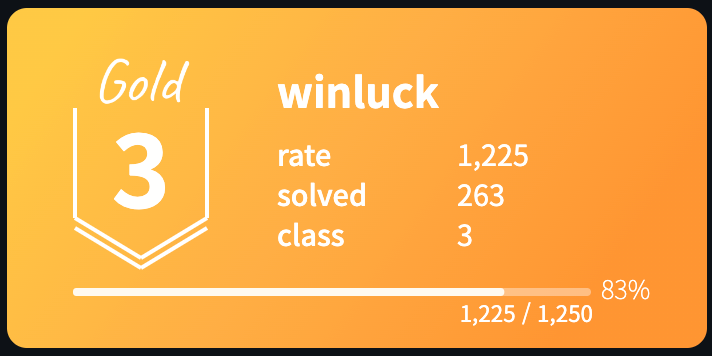 Gold
3
winluck
rate 1,225
solved 263
class 3
83%
1,225 / 1,250